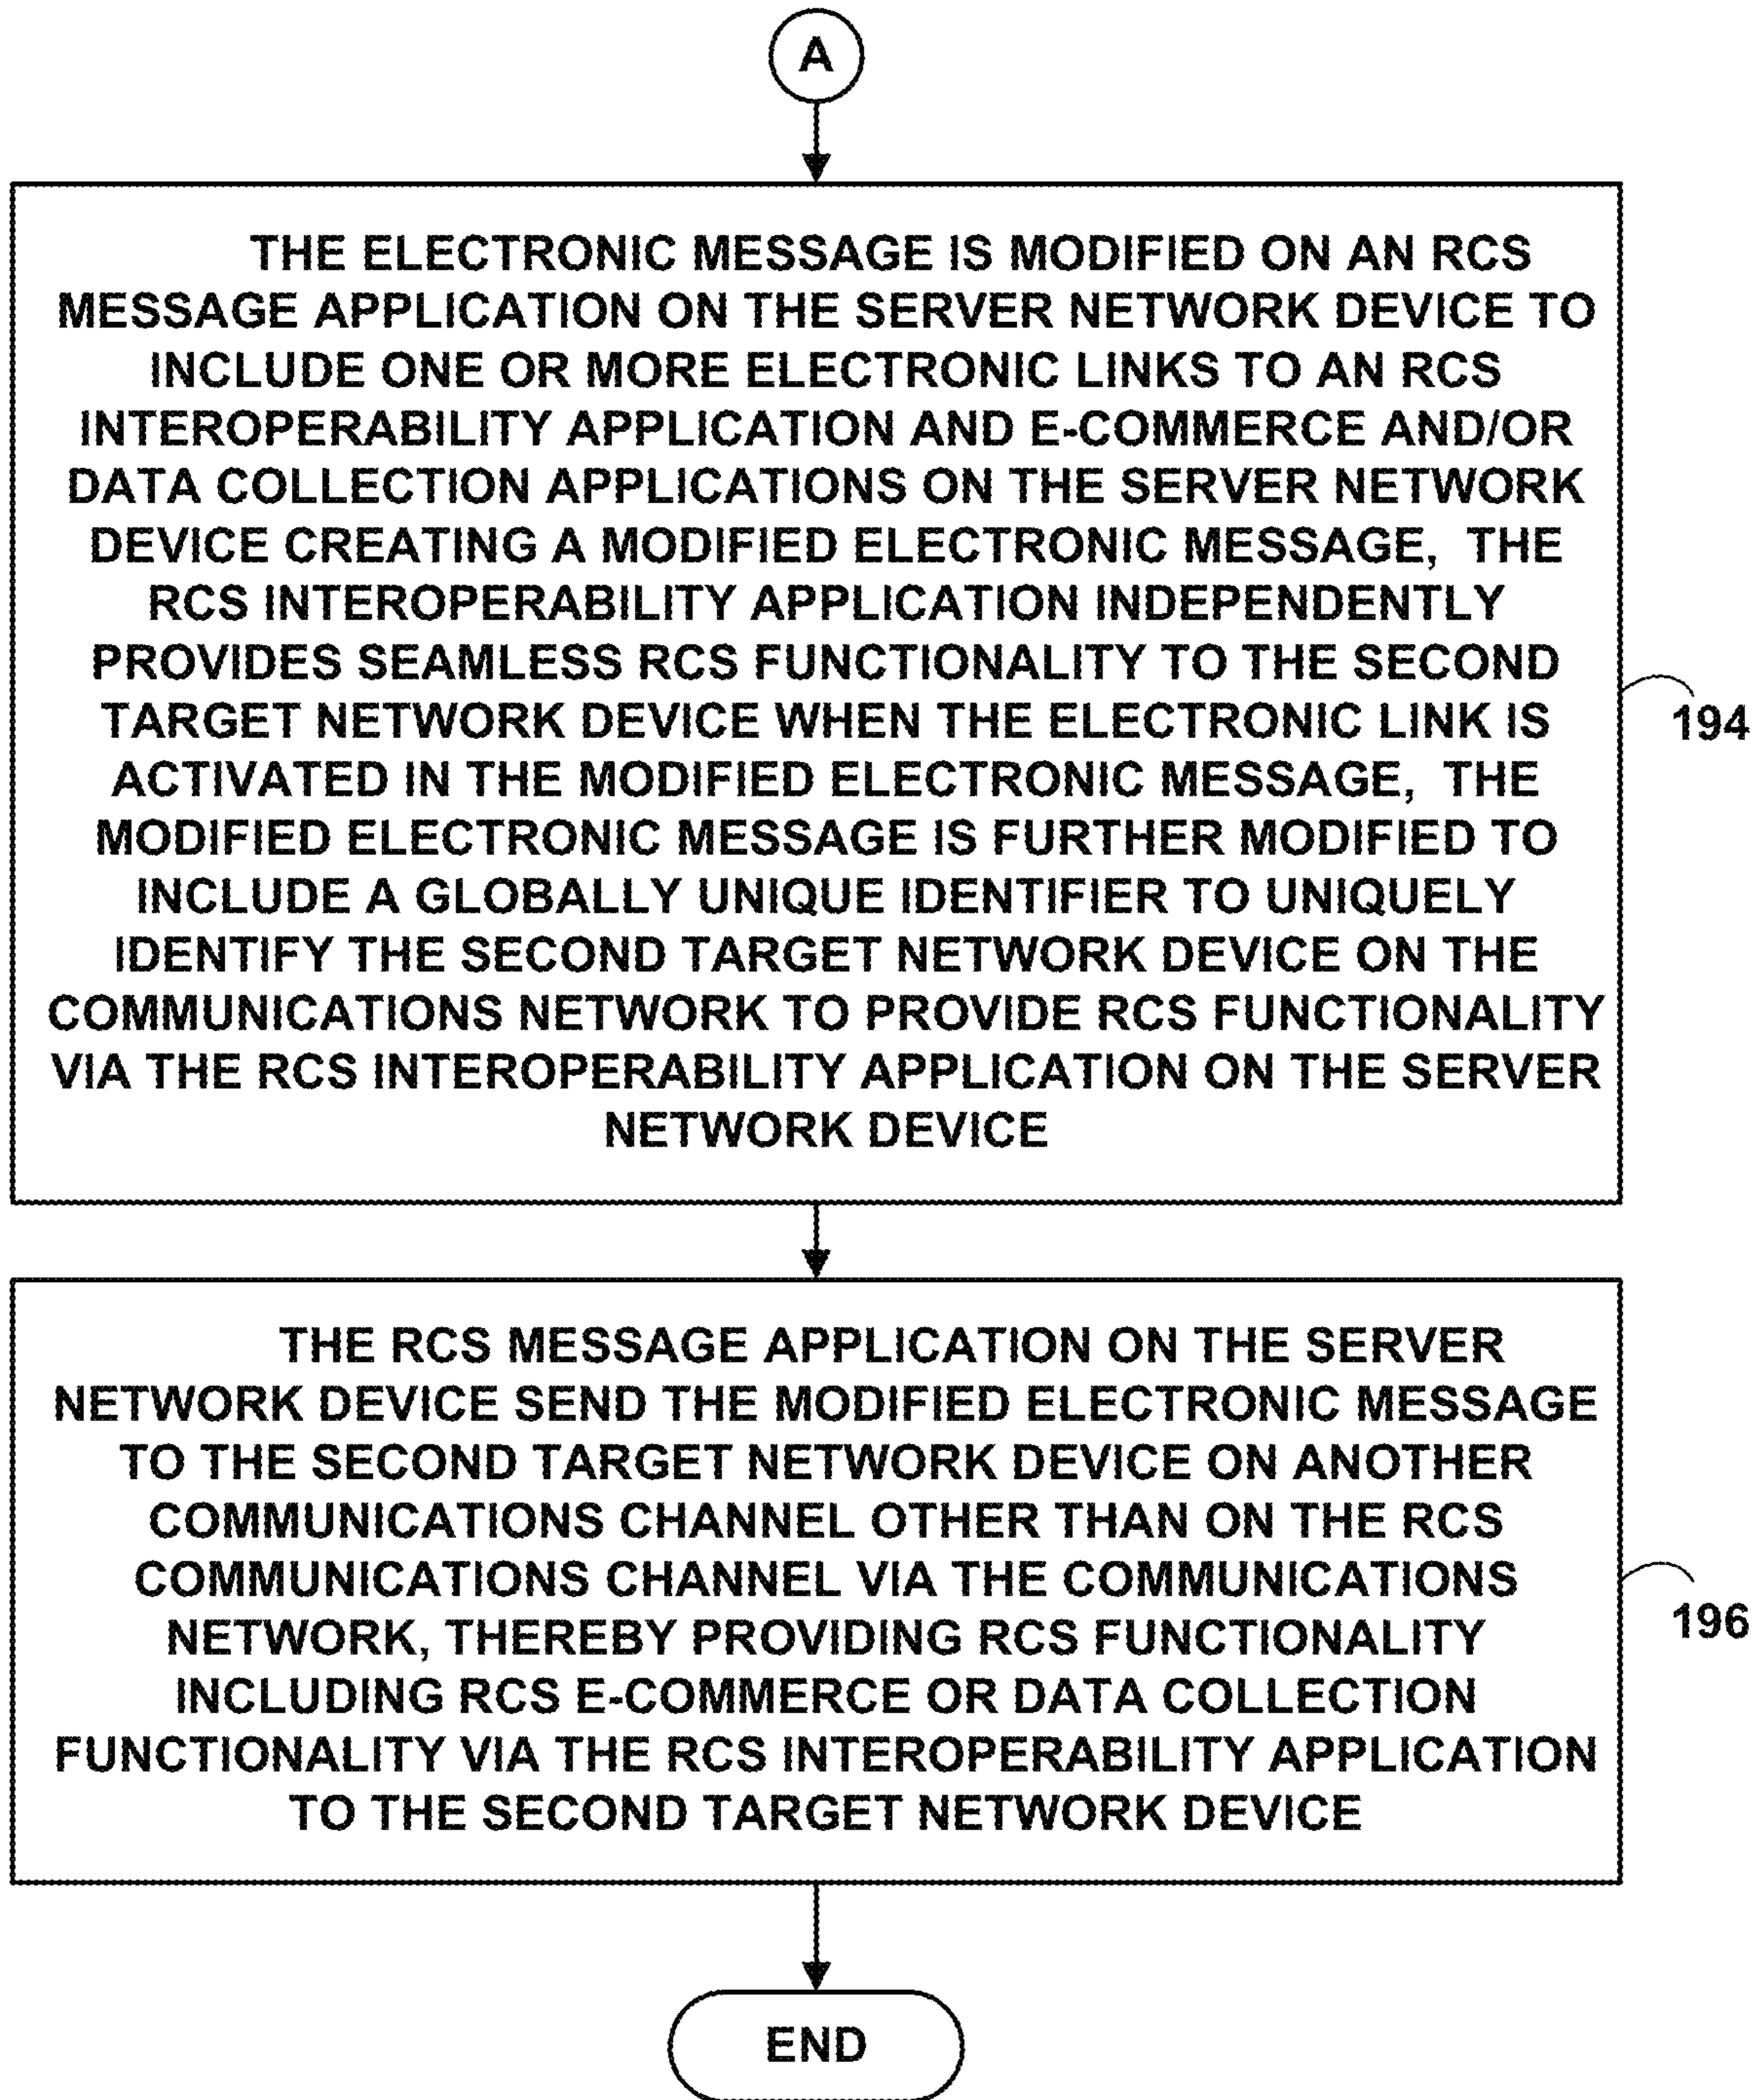 A
THE ELECTRONIC MESSAGE IS MODIFIED ON AN RCS
MESSAGE APPLICATION ON THE SERVER NETWORK DEVICE TO
INCLUDE ONE OR MORE ELECTRONIC LINKS TO AN RCS
INTEROPERABILITY APPLICATION AND E-COMMERCE AND/OR
DATA COLLECTION APPLICATIONS ON THE SERVER NETWORK
DEVICE CREATING A MODIFIED ELECTRONIC MESSAGE, THE
RCS INTEROPERABILITY APPLICATION INDEPENDENTLY
PROVIDES SEAMLESS RCS FUNCTIONALITY TO THE SECOND
TARGET NETWORK DEVICE WHEN THE ELECTRONIC LINK IS
ACTIVATED IN THE MODIFIED ELECTRONIC MESSAGE, THE
MODIFIED ELECTRONIC MESSAGE IS FURTHER MODIFIED TO
INCLUDE A GLOBALLY UNIQUE IDENTIFIER TO UNIQUELY
IDENTIFY THE SECOND TARGET NETWORK DEVICE ON THE
COMMUNICATIONS NETWORK TO PROVIDE RCS FUNCTIONALITY
VIA THE RCS INTEROPERABILITY APPLICATION ON THE SERVER
NETWORK DEVICE
194
THE RCS MESSAGE APPLICATION ON THE SERVER
NETWORK DEVICE SEND THE MODIFIED ELECTRONIC MESSAGE
TO THE SECOND TARGET NETWORK DEVICE ON ANOTHER
COMMUNICATIONS CHANNEL OTHER THAN ON THE RCS
COMMUNICATIONS CHANNEL VIA THE COMMUNICATIONS
NETWORK, THEREBY PROVIDING RCS FUNCTIONALITY
INCLUDING RCS E-COMMERCE OR DATA COLLECTION
FUNCTIONALITY VIA THE RCS INTEROPERABILITY APPLICATION
TO THE SECOND TARGET NETWORK DEVICE
196
END